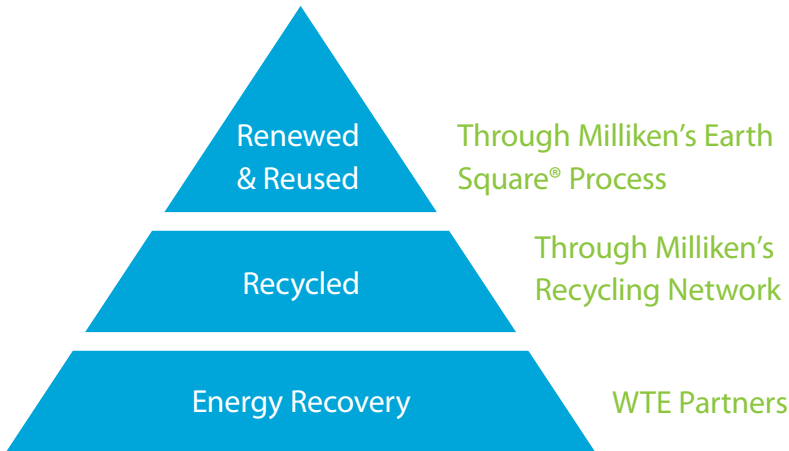 Renewed
& Reused
Through Milliken's Earth
Square® Process
Recycled
Through Milliken's
Recycling Network
Energy Recovery
WTE Partners